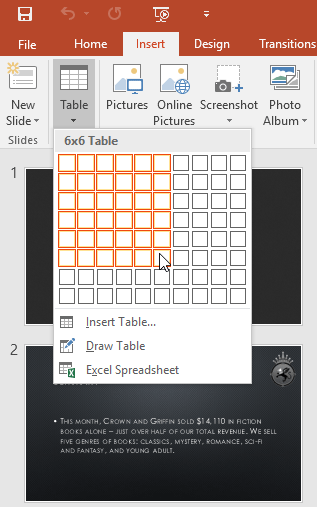 File Home Insert Design Transitions
New Slide Table Pictures Online Pictures Screenshot Photo Album
Slides
6x6 Table
Insert Table...
Draw Table
Excel Spreadsheet
1
2
• This month, Crown and Griffin sold $14,110 in fiction
books alone – just over half of our total revenue. We sell
five genres of books: classics, mystery, romance, sci-fi
and fantasy, and young adult.